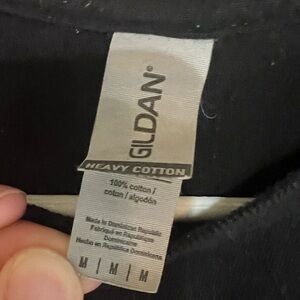 GILDAN®
HEAVY COTTON
100% cotton /
coton / algodón
Made in Dominican Republic
Fabriqué en République
Dominicaine
Hecho en República Dominicana
M | M | M